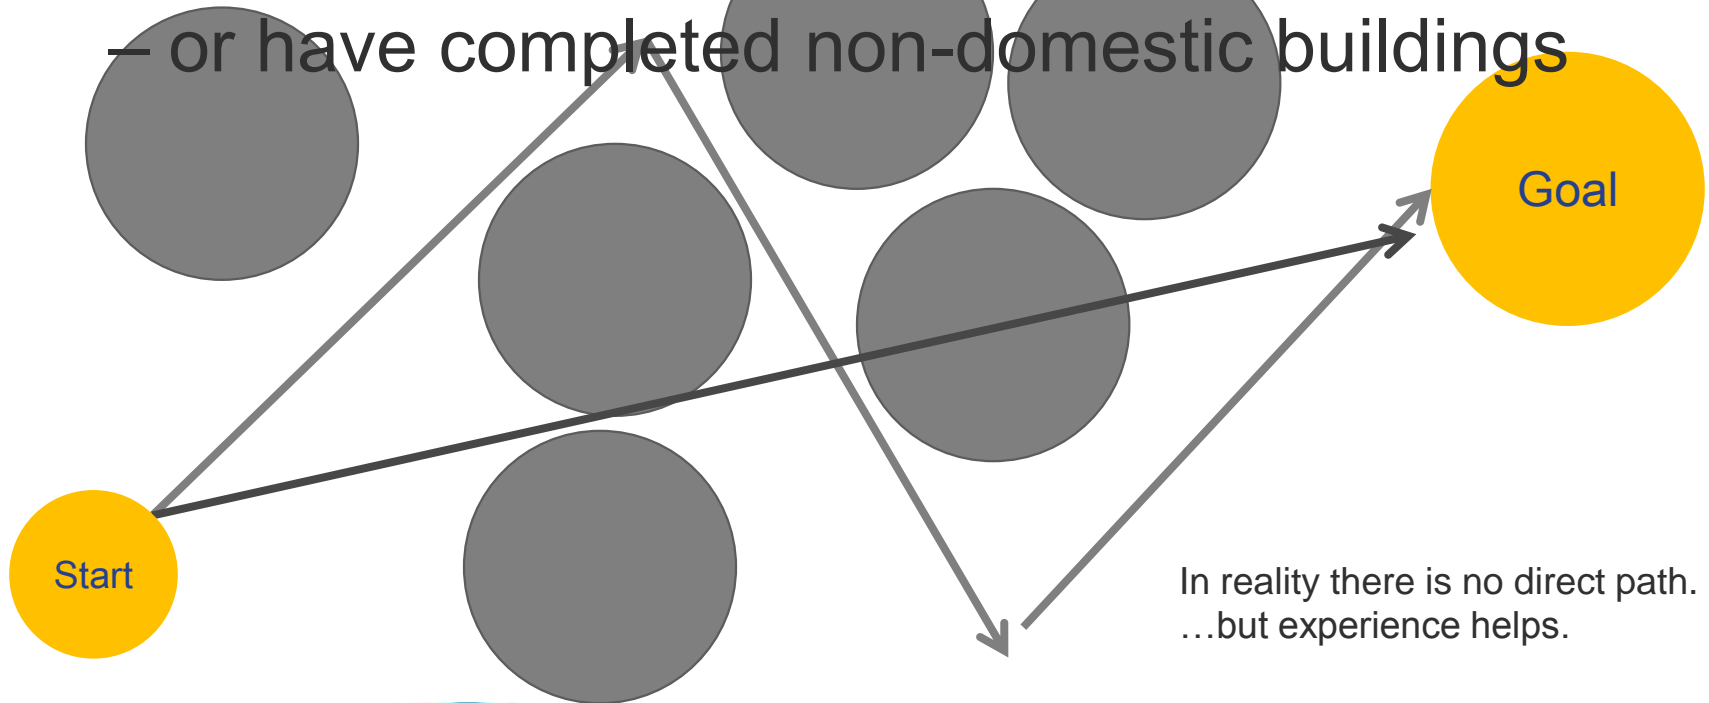 – or have completed non-domestic buildings
Goal
Start
In reality there is no direct path.
…but experience helps.